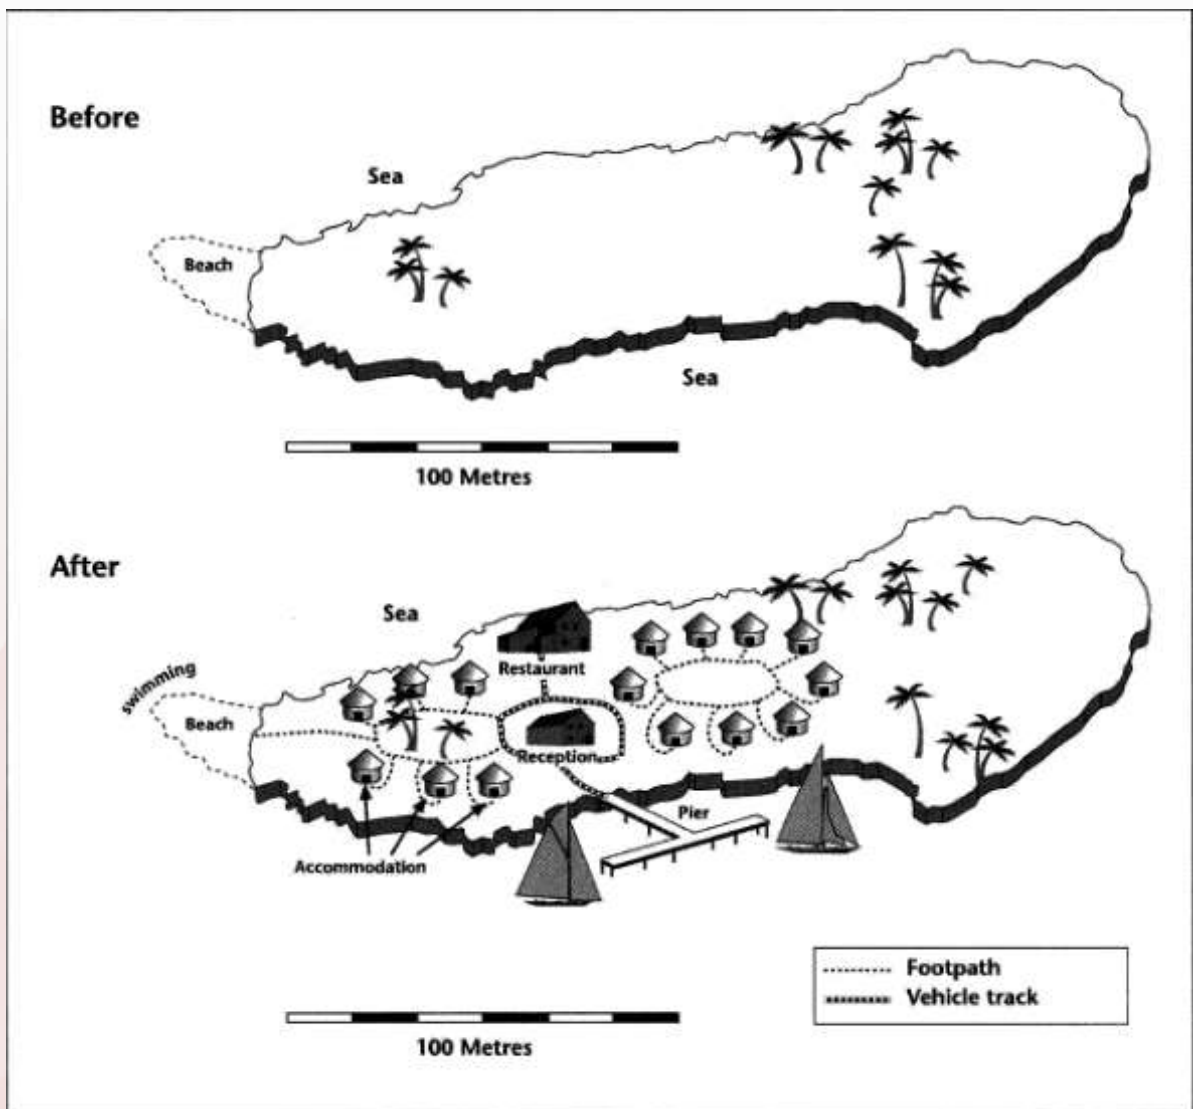 Before
Sea
Beach
Sea
100 Metres
After
Sea
swimming
Restaurant
Beach
Reception
Pier
Accommodation
Footpath
Vehicle track
100 Metres